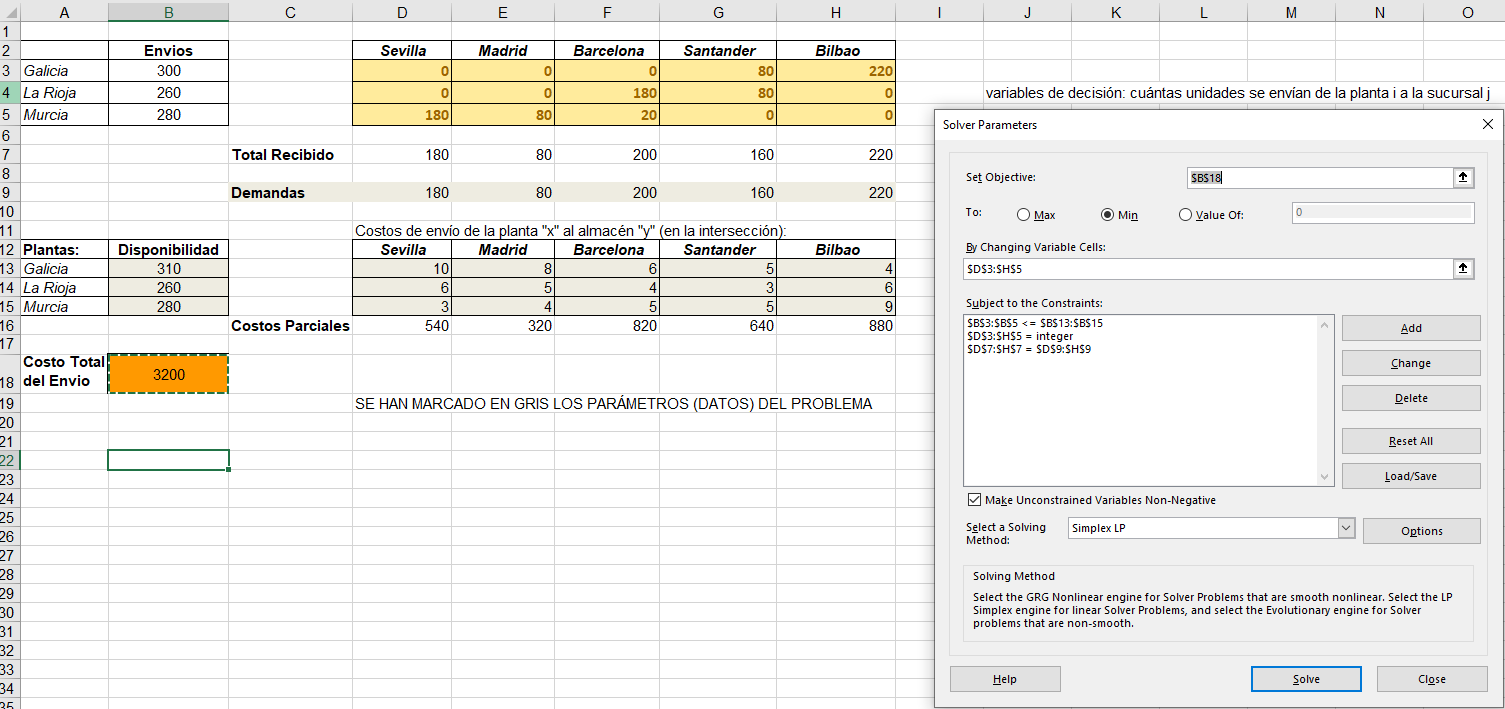 A B C D E F G H I J K L M N O
1
2 Envios Sevilla Madrid Barcelona Santander Bilbao
3 Galicia 300 0 0 0 80 220
4 La Rioja 260 0 0 180 80 0 variables de decisión: cuántas unidades se envían de la planta i a la sucursal j
5 Murcia 280 180 80 20 0 0
6
7 Total Recibido 180 80 200 160 220
8
9 Demandas 180 80 200 160 220
10
11 Costos de envío de la planta "x" al almacén "y" (en la intersección):
12 Plantas: Disponibilidad Sevilla Madrid Barcelona Santander Bilbao
13 Galicia 310 10 8 6 5 4
14 La Rioja 260 6 5 4 3 6
15 Murcia 280 3 4 5 5 9
16 Costos Parciales 540 320 820 640 880
17
18 Costo Total del Envio 3200
19 SE HAN MARCADO EN GRIS LOS PARÁMETROS (DATOS) DEL PROBLEMA
20
21
22
23
24
25
26
27
28
29
30
31
32
33
34
35
Solver Parameters
Set Objective: $B$18
To: Max Min Value Of: 0
By Changing Variable Cells:
$D$3:$H$5
Subject to the Constraints:
$B$3:$B$5 <= $B$13:$B$15
$D$3:$H$5 = integer
$D$7:$H$7 = $D$9:$H$9
Add
Change
Delete
Reset All
Load/Save
Make Unconstrained Variables Non-Negative
Select a Solving Method: Simplex LP Options
Solving Method
Select the GRG Nonlinear engine for Solver Problems that are smooth nonlinear. Select the LP
Simplex engine for linear Solver Problems, and select the Evolutionary engine for Solver
problems that are non-smooth.
Help Solve Close